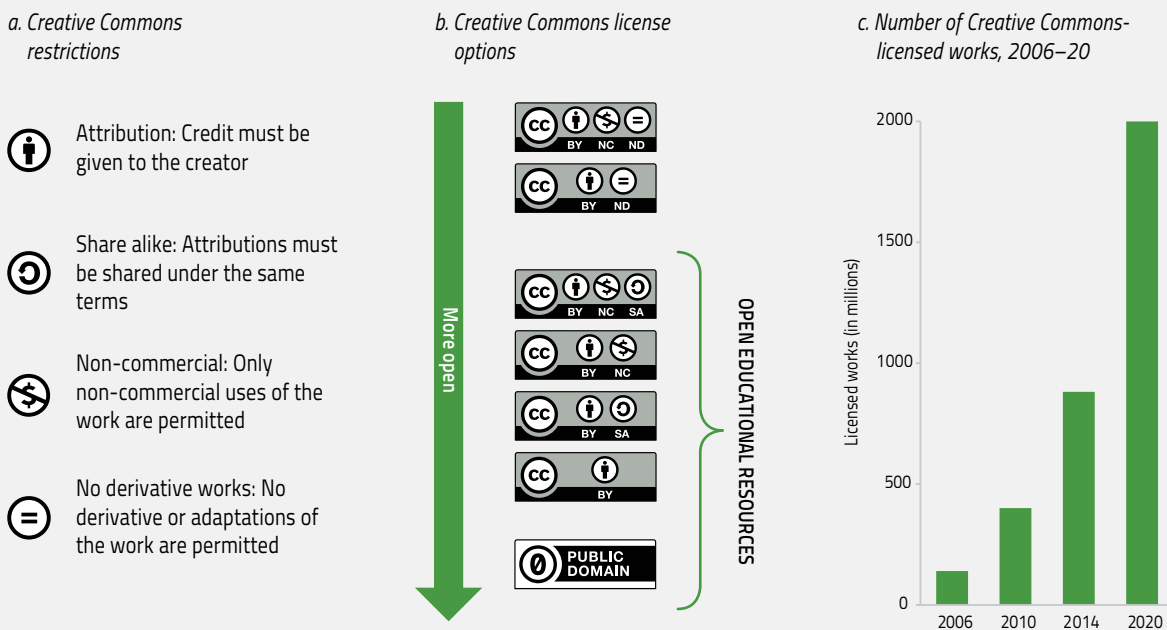 a. Creative Commons
restrictions
Attribution: Credit must be
given to the creator
Share alike: Attributions must
be shared under the same
terms
Non-commercial: Only
non-commercial uses of the
work are permitted
No derivative works: No
derivative or adaptations of
the work are permitted
b. Creative Commons license
options
More open
cc
BY NC ND
cc
BY ND
cc
BY NC SA
cc
BY NC
cc
BY SA
cc
BY
0 PUBLIC
DOMAIN
OPEN EDUCATIONAL RESOURCES
c. Number of Creative Commons-
licensed works, 2006–20
Licensed works (in millions)
2000
1500
1000
500
0
2006 2010 2014 2020